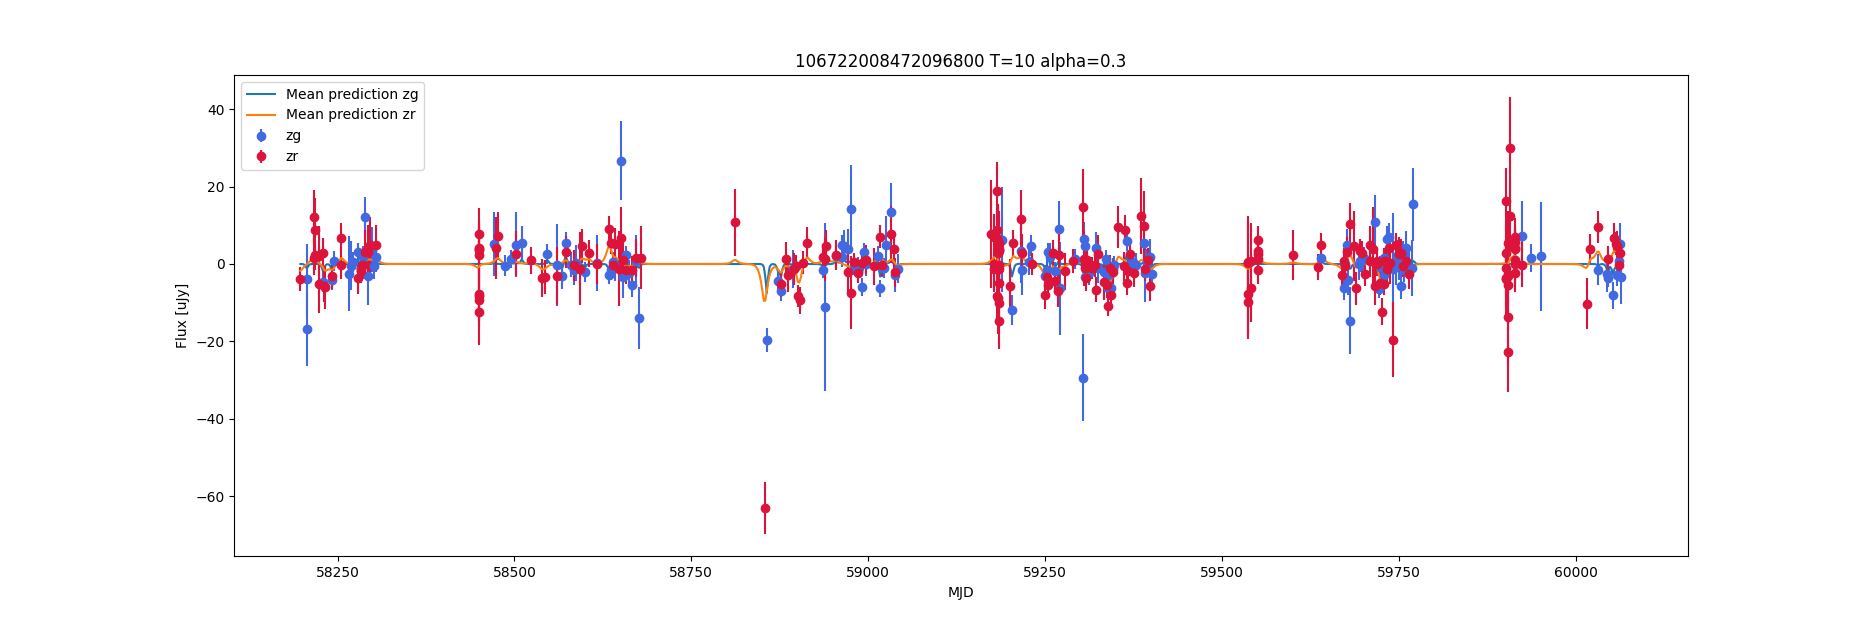 106722008472096800 T=10 alpha=0.3
Mean prediction zg
Mean prediction zr
zg
zr
Flux [uJy]
40
20
0
−20
−40
−60
58250 58500 58750 59000 59250 59500 59750 60000
MJD